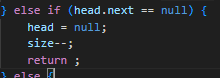 } else if (head.next == null) {
head = null;
size--;
return ;
} else {